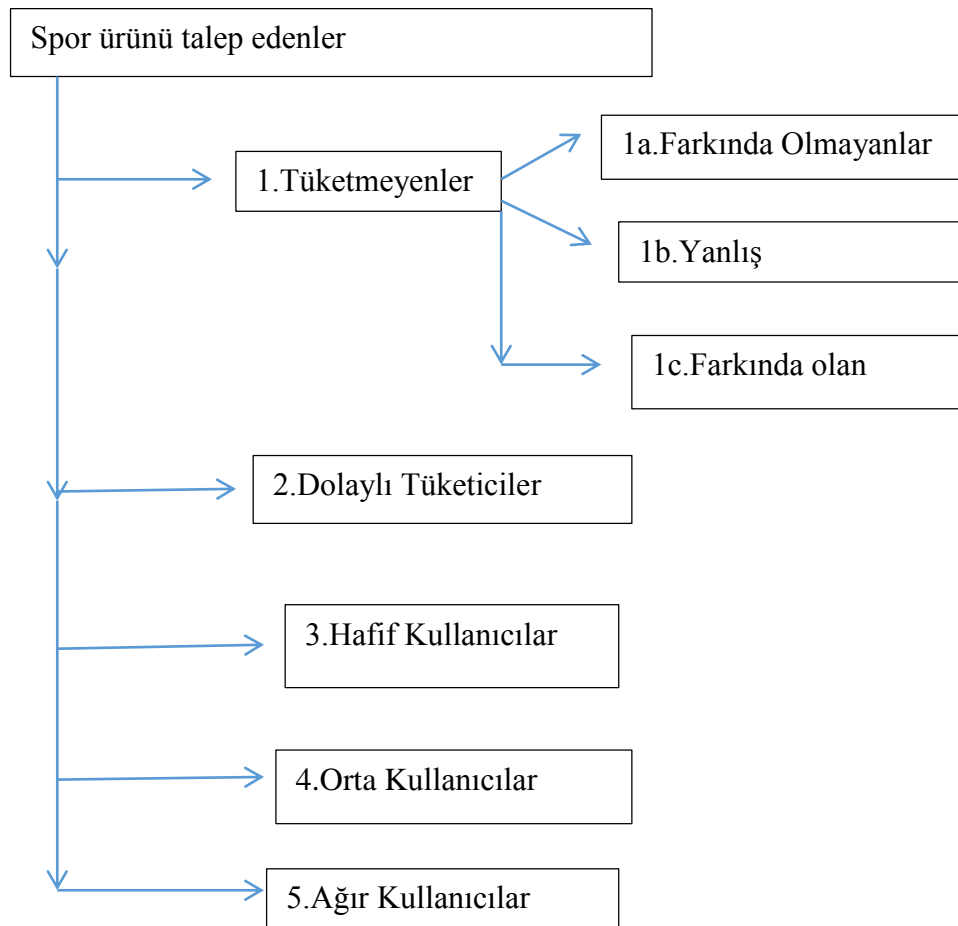 Spor ürünü talep edenler
1a.Farkında Olmayanlar
1.Tüketmeyenler
1b.Yanlış
1c.Farkında olan
2.Dolaylı Tüketiciler
3.Hafif Kullanıcılar
4.Orta Kullanıcılar
5.Ağır Kullanıcılar